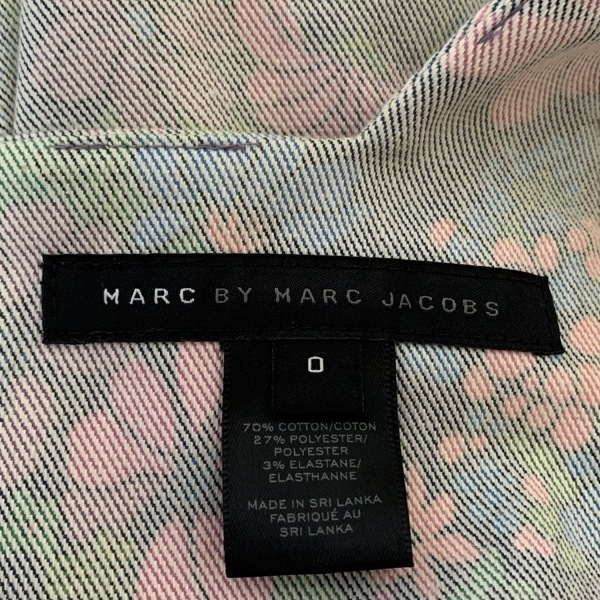 MARC BY MARC JACOBS
0
70% COTTON/COTON
27% POLYESTER/
POLYESTER
3% ELASTANE/
ELASTHANNE
MADE IN SRI LANKA
FABRIQUÉ AU
SRI LANKA